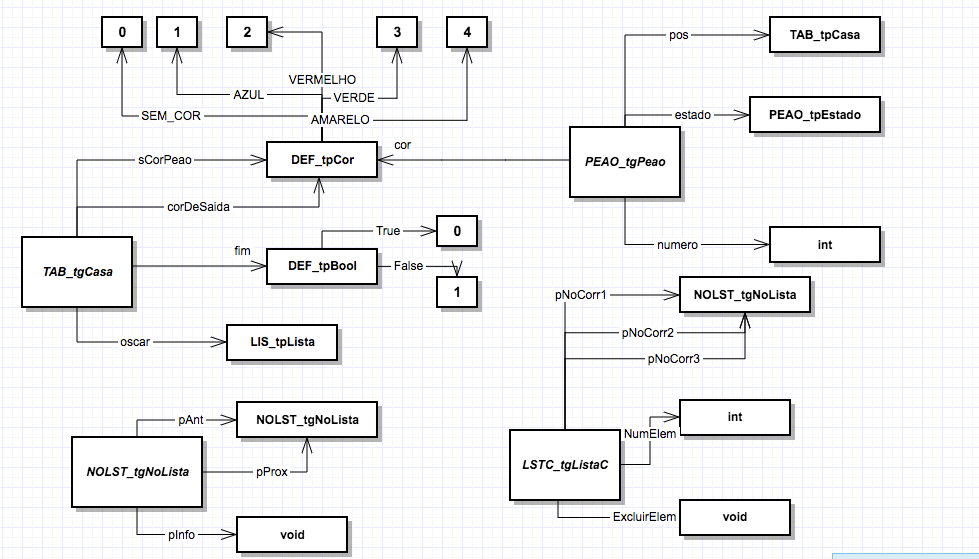 0
1
2
3
4
pos
TAB_tpCasa
VERMELHO
AZUL
VERDE
SEM_COR
AMARELO
estado
PEAO_tpEstado
sCorPeao
DEF_tpCor
cor
PEAO_tgPeao
corDeSaida
True
0
numero
int
fim
TAB_tgCasa
DEF_tpBool
False
1
pNoCorr1
NOLST_tgNoLista
pNoCorr2
oscar
LIS_tpLista
pNoCorr3
pAnt
NOLST_tgNoLista
int
NumElem
NOLST_tgNoLista
pProx
LSTC_tgListaC
ExcluirElem
void
pInfo
void